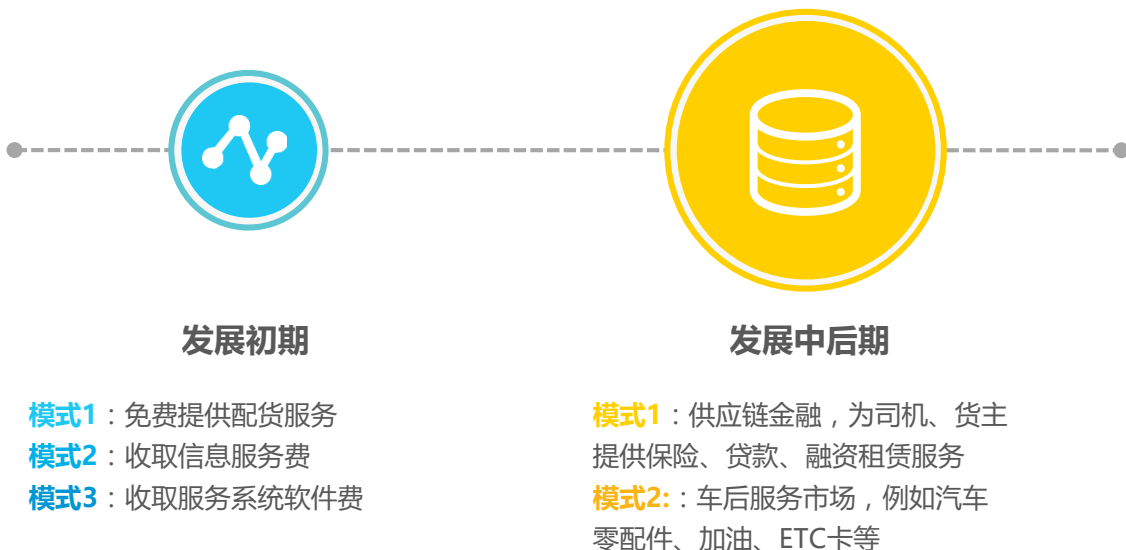 发展初期
模式1：免费提供配货服务
模式2：收取信息服务费
模式3：收取服务系统软件费
发展中后期
模式1：供应链金融，为司机、货主
提供保险、贷款、融资租赁服务
模式2:：车后服务市场，例如汽车
零配件、加油、ETC卡等